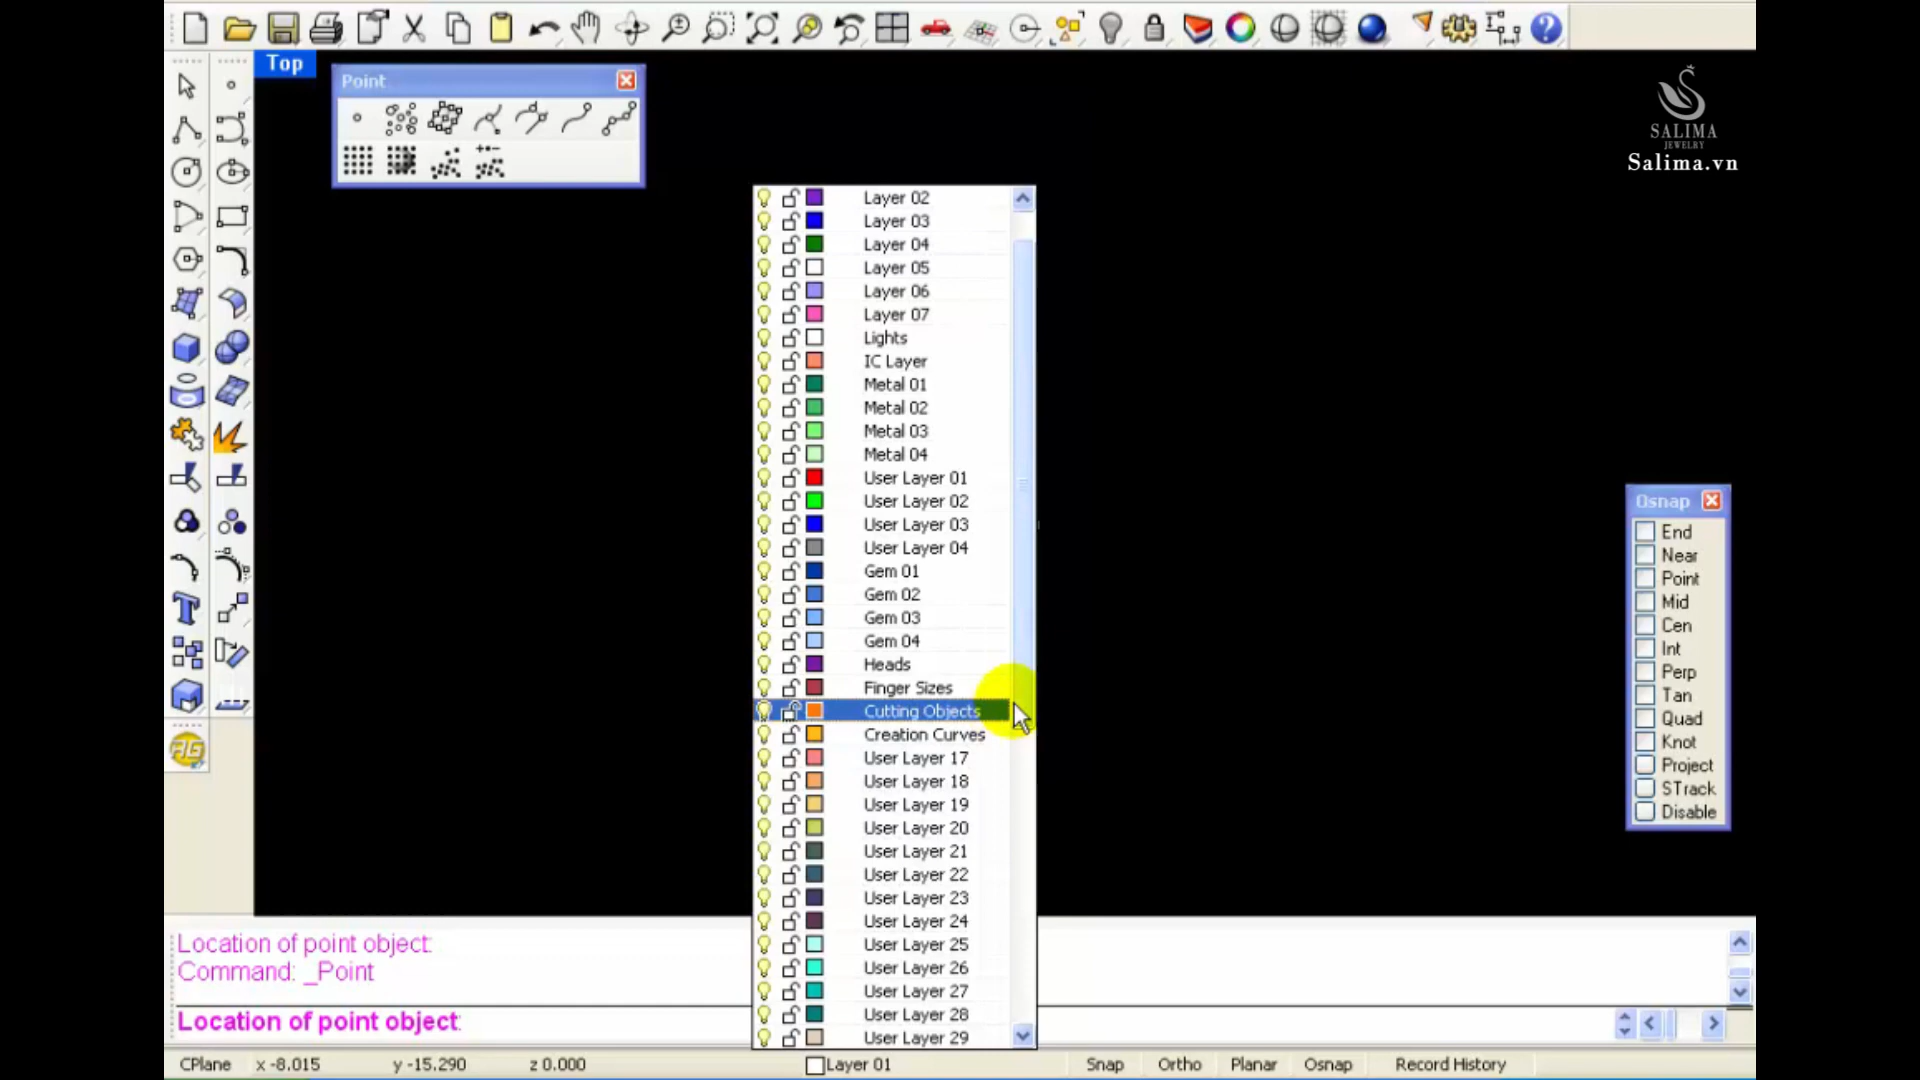 Top
Point
SALIMA
JEWELRY
Salima.vn
Layer 02
Layer 03
Layer 04
Layer 05
Layer 06
Layer 07
Lights
IC Layer
Metal 01
Metal 02
Metal 03
Metal 04
User Layer 01
User Layer 02
User Layer 03
User Layer 04
Gem 01
Gem 02
Gem 03
Gem 04
Heads
Finger Sizes
Cutting Objects
Creation Curves
User Layer 17
User Layer 18
User Layer 19
User Layer 20
User Layer 21
User Layer 22
User Layer 23
User Layer 24
User Layer 25
User Layer 26
User Layer 27
User Layer 28
User Layer 29
Osnap
End
Near
Point
Mid
Cen
Int
Perp
Tan
Quad
Knot
Project
STrack
Disable
Location of point object:
Command: _Point
Location of point object:
CPlane x -8.015 y -15.290 z 0.000 Layer 01 Snap Ortho Planar Osnap Record History